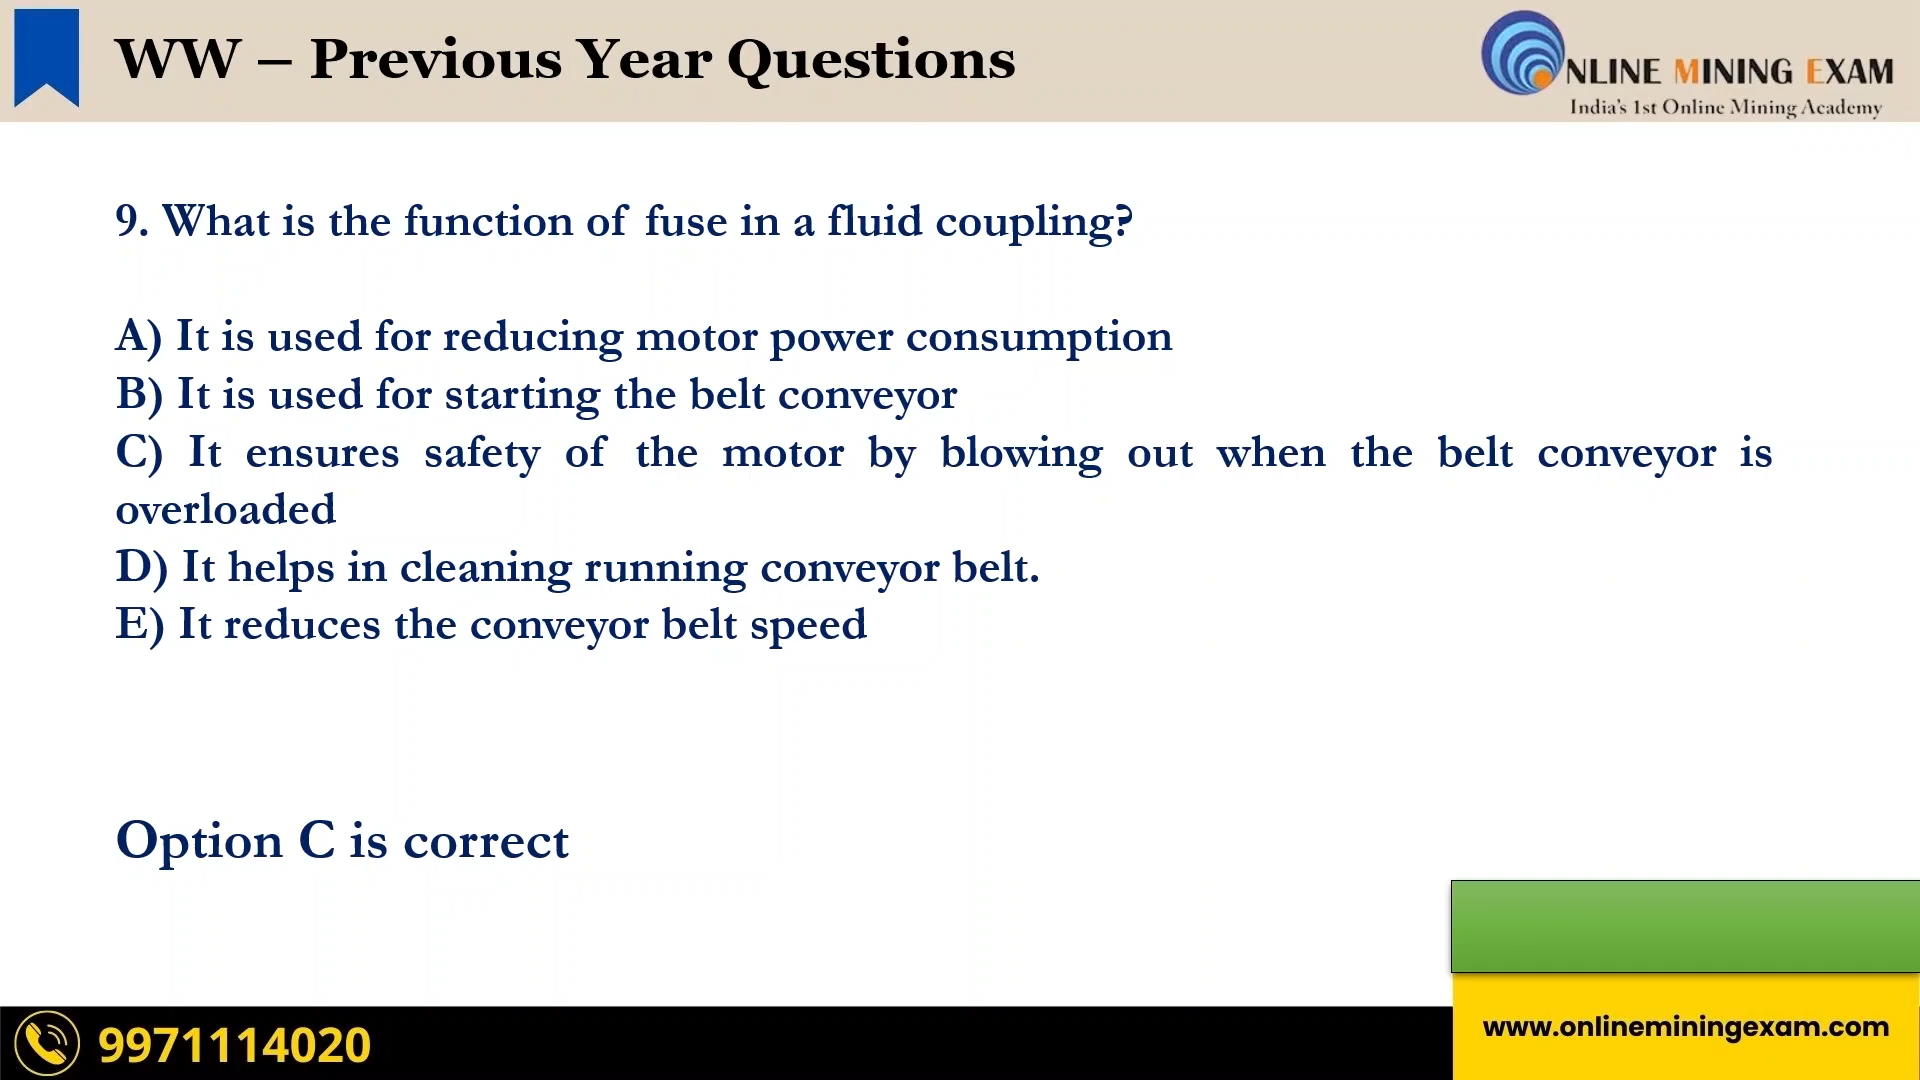 WW – Previous Year Questions
ONLINE MINING EXAM
India's 1st Online Mining Academy
9. What is the function of fuse in a fluid coupling?
A) It is used for reducing motor power consumption
B) It is used for starting the belt conveyor
C) It ensures safety of the motor by blowing out when the belt conveyor is
overloaded
D) It helps in cleaning running conveyor belt.
E) It reduces the conveyor belt speed
Option C is correct
9971114020
www.onlineminingexam.com